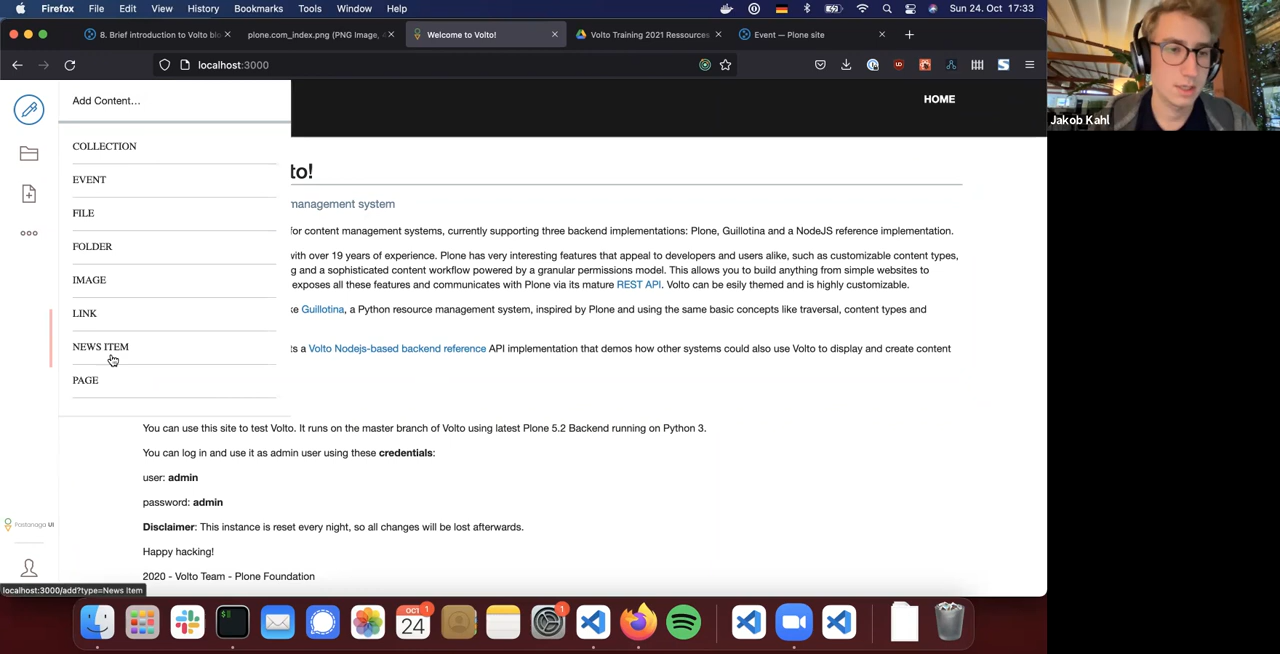 Firefox File Edit View History Bookmarks Tools Window Help Sun 24. Oct 17:33
8. Brief introduction to Volto blo
plone.com_index.png (PNG Image, 
Welcome to Volto!
Volto Training 2021 Ressources
Event — Plone site
localhost:3000
Jakob Kahl
Add Content…
HOME
COLLECTION
EVENT
FILE
FOLDER
IMAGE
LINK
NEWS ITEM
PAGE
to!
management system
for content management systems, currently supporting three backend implementations: Plone, Guillotina and a NodeJS reference implementation.
with over 19 years of experience. Plone has very interesting features that appeal to developers and users alike, such as customizable content types,
g and a sophisticated content workflow powered by a granular permissions model. This allows you to build anything from simple websites to
exposes all these features and communicates with Plone via its mature REST API. Volto can be esily themed and is highly customizable.
ke Guillotina, a Python resource management system, inspired by Plone and using the same basic concepts like traversal, content types and
ts a Volto Nodejs-based backend reference API implementation that demos how other systems could also use Volto to display and create content
You can use this site to test Volto. It runs on the master branch of Volto using latest Plone 5.2 Backend running on Python 3.
You can log in and use it as admin user using these credentials:
user: admin
password: admin
Disclaimer: This instance is reset every night, so all changes will be lost afterwards.
Happy hacking!
2020 - Volto Team - Plone Foundation
Pastanaga UI
localhost:3000/add?type=News Item
OCT 1
24
1